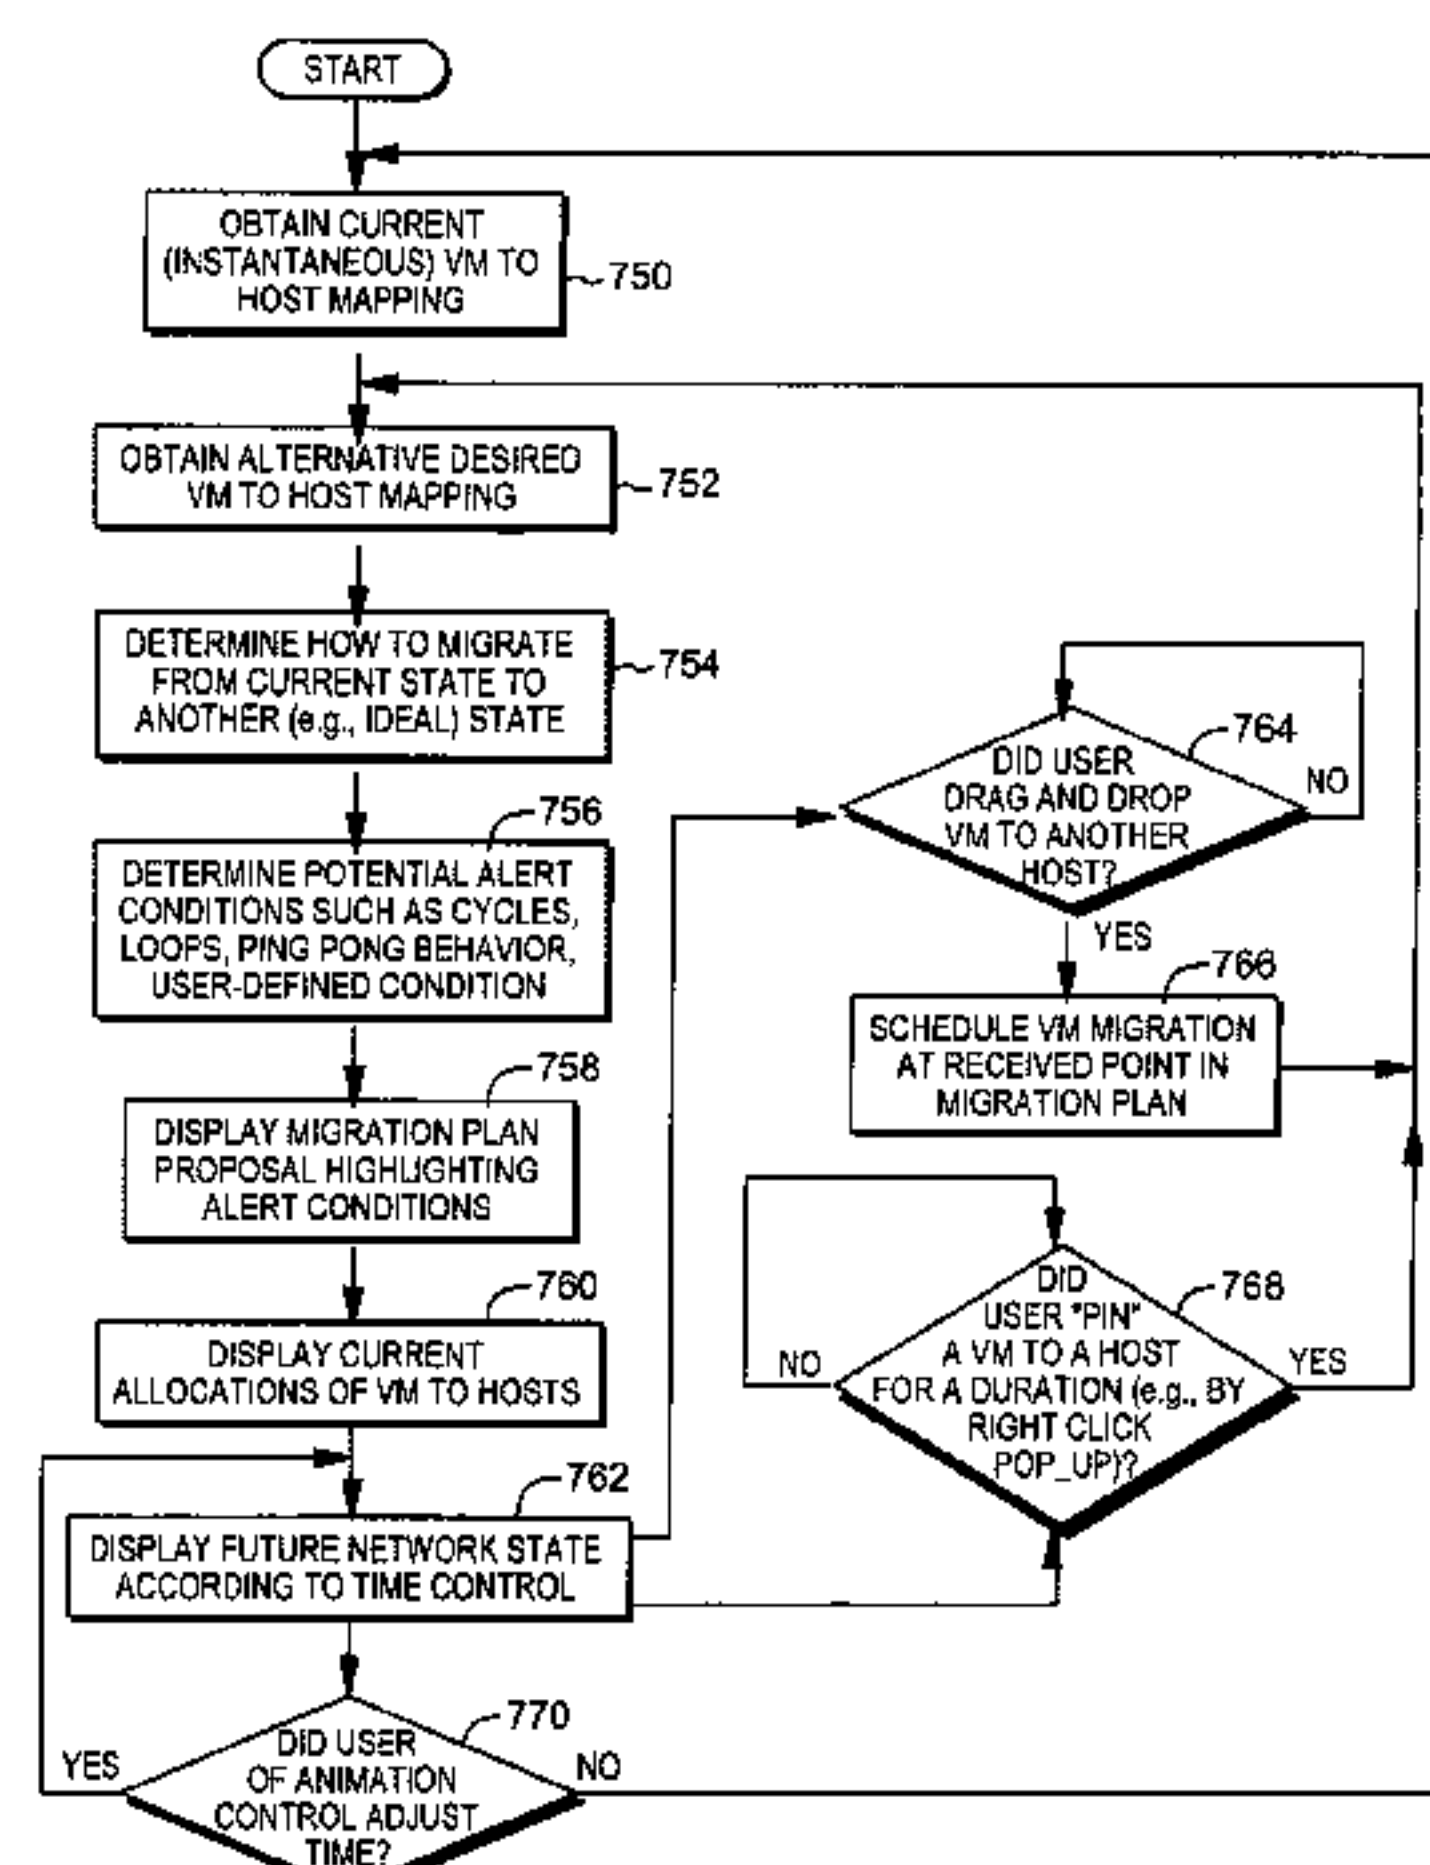 START
OBTAIN CURRENT
(INSTANTANEOUS) VM TO
HOST MAPPING
750
OBTAIN ALTERNATIVE DESIRED
VM TO HOST MAPPING
752
DETERMINE HOW TO MIGRATE
FROM CURRENT STATE TO
ANOTHER (e.g., IDEAL) STATE
754
756
DETERMINE POTENTIAL ALERT
CONDITIONS SUCH AS CYCLES,
LOOPS, PING PONG BEHAVIOR,
USER-DEFINED CONDITION
758
DISPLAY MIGRATION PLAN
PROPOSAL HIGHLIGHTING
ALERT CONDITIONS
760
DISPLAY CURRENT
ALLOCATIONS OF VM TO HOSTS
762
DISPLAY FUTURE NETWORK STATE
ACCORDING TO TIME CONTROL
764
DID USER
DRAG AND DROP
VM TO ANOTHER
HOST?
NO
YES
766
SCHEDULE VM MIGRATION
AT RECEIVED POINT IN
MIGRATION PLAN
768
DID
USER "PIN"
A VM TO A HOST
FOR A DURATION (e.g., BY
RIGHT CLICK
POP_UP)?
NO
YES
770
DID USER
OF ANIMATION
CONTROL ADJUST
TIME?
YES
NO